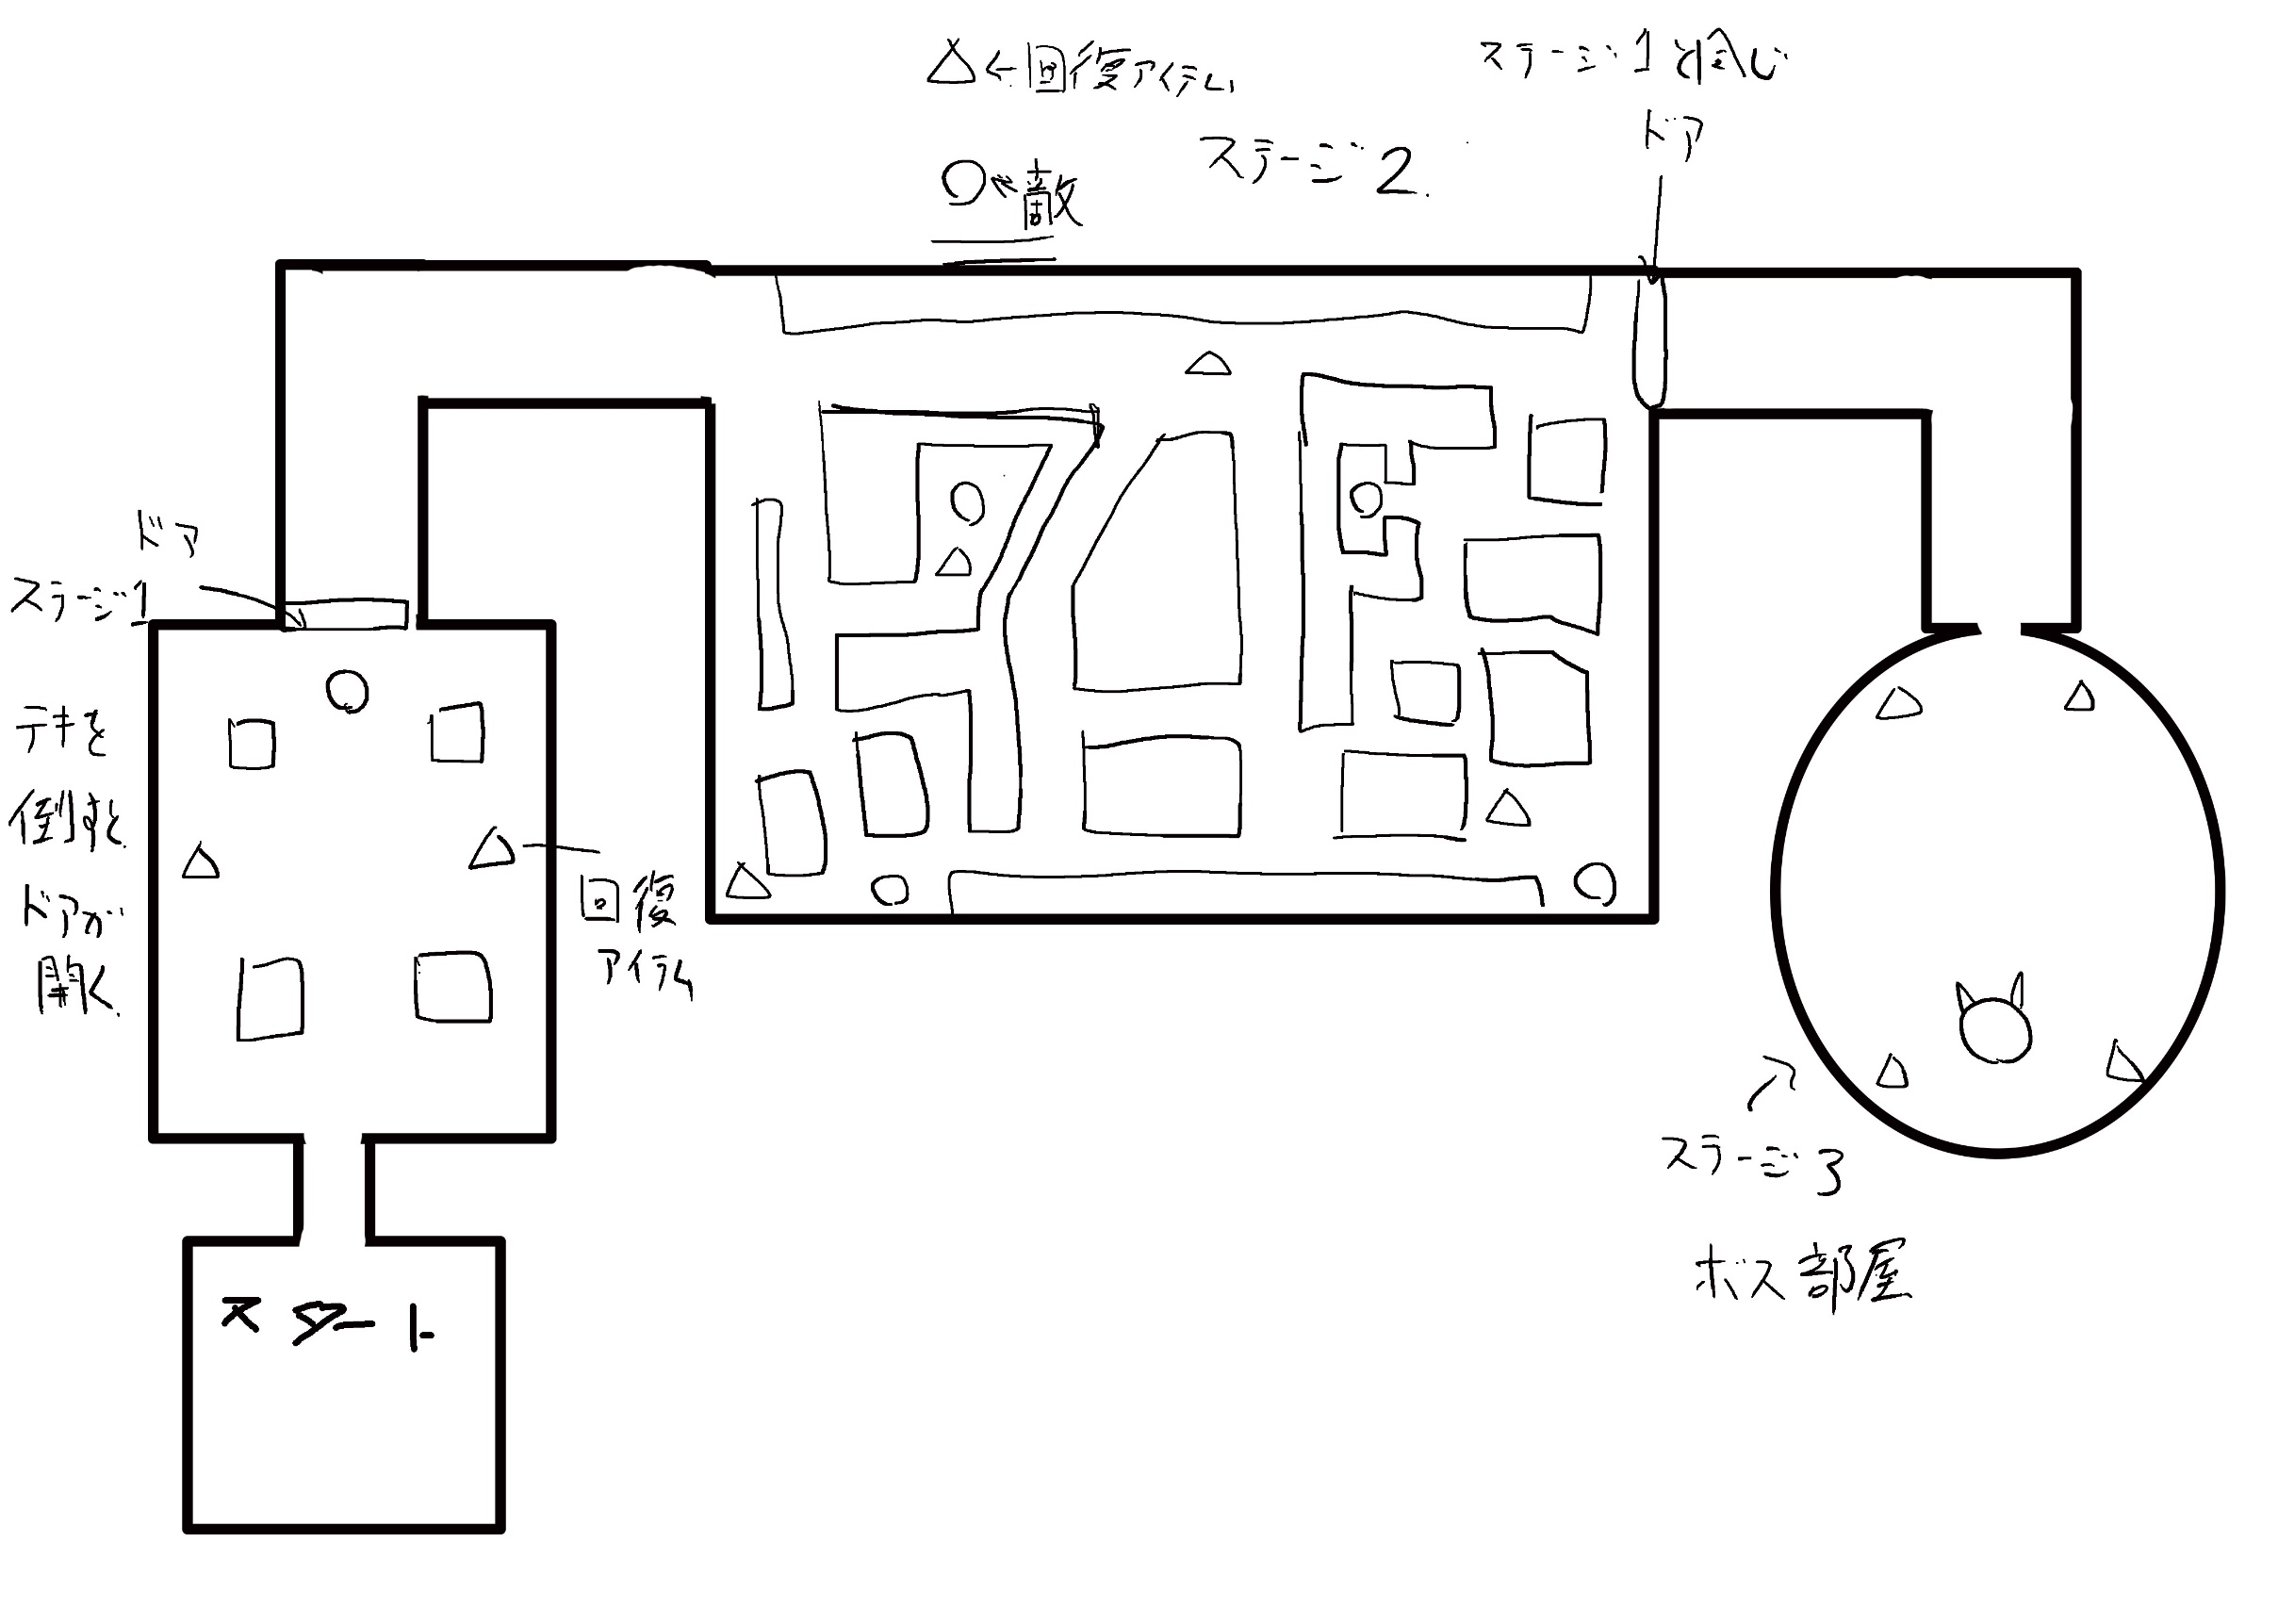 △←回復アイテム
ステージ1と同じ
ドア
ステージ2
○←敵
ドア
ステージ1
テキを
倒すと
ドアが
開く
回復
アイテム
ステージ3
ボス部屋
スタート